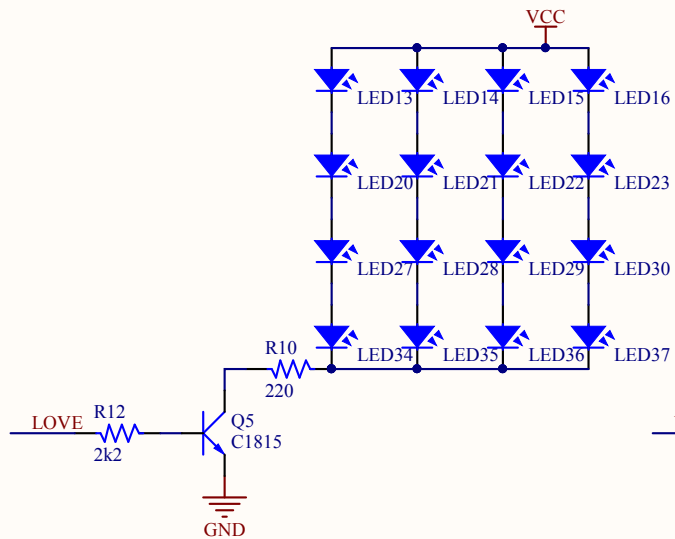 VCC
LED13 LED14 LED15 LED16
LED20 LED21 LED22 LED23
LED27 LED28 LED29 LED30
R10 LED34 LED35 LED36 LED37
220
LOVE R12 Q5
2k2 C1815
GND